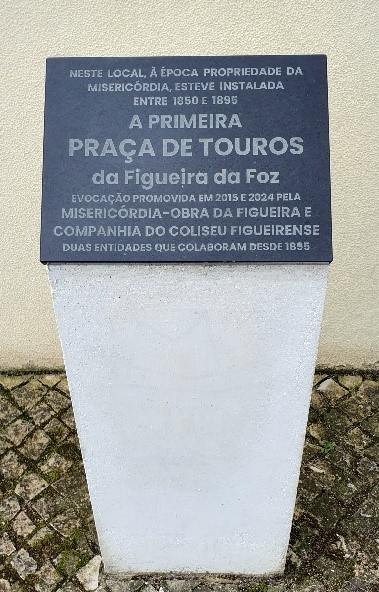 NESTE LOCAL, À ÉPOCA PROPRIEDADE DA
MISERICÓRDIA, ESTEVE INSTALADA
ENTRE 1850 E 1895
A PRIMEIRA
PRAÇA DE TOUROS
da Figueira da Foz
EVOCAÇÃO PROMOVIDA EM 2015 E 2024 PELA
MISERICÓRDIA-OBRA DA FIGUEIRA E
COMPANHIA DO COLISEU FIGUEIRENSE
DUAS ENTIDADES QUE COLABORAM DESDE 1895